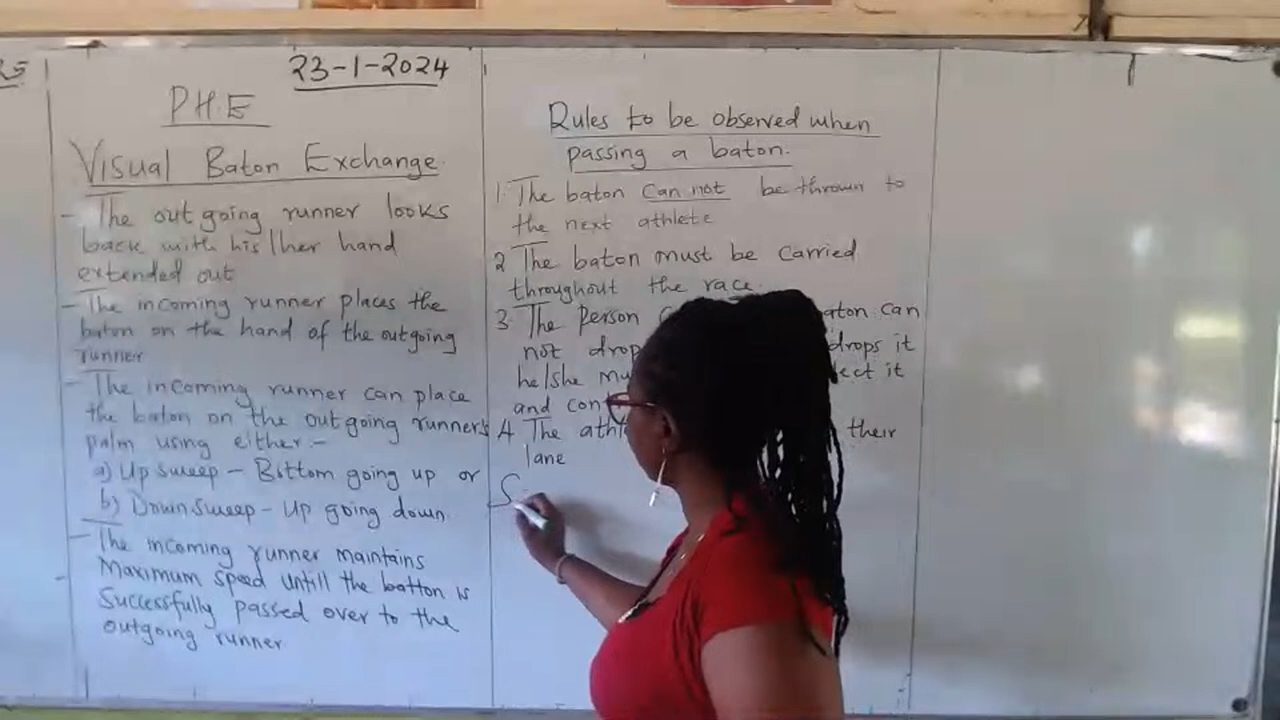 23-1-2024
P.H.E
Visual Baton Exchange.
- The out going runner looks
back with his/her hand
extended out
- The incoming runner places the
baton on the hand of the outgoing
runner
- The incoming runner can place
the baton on the outgoing runner's
palm using either:-
a) Up sweep - Bottom going up or
b) Down sweep - Up going down.
- The incoming runner maintains
Maximum speed untill the batton is
Successfully passed over to the
outgoing runner
Rules to be observed when
passing a baton.
1. The baton can not be thrown to
the next athlete
2 The baton must be carried
throughout the race.
3 The person can
not drop drops it
he/she it
and
4 The their
lane
S